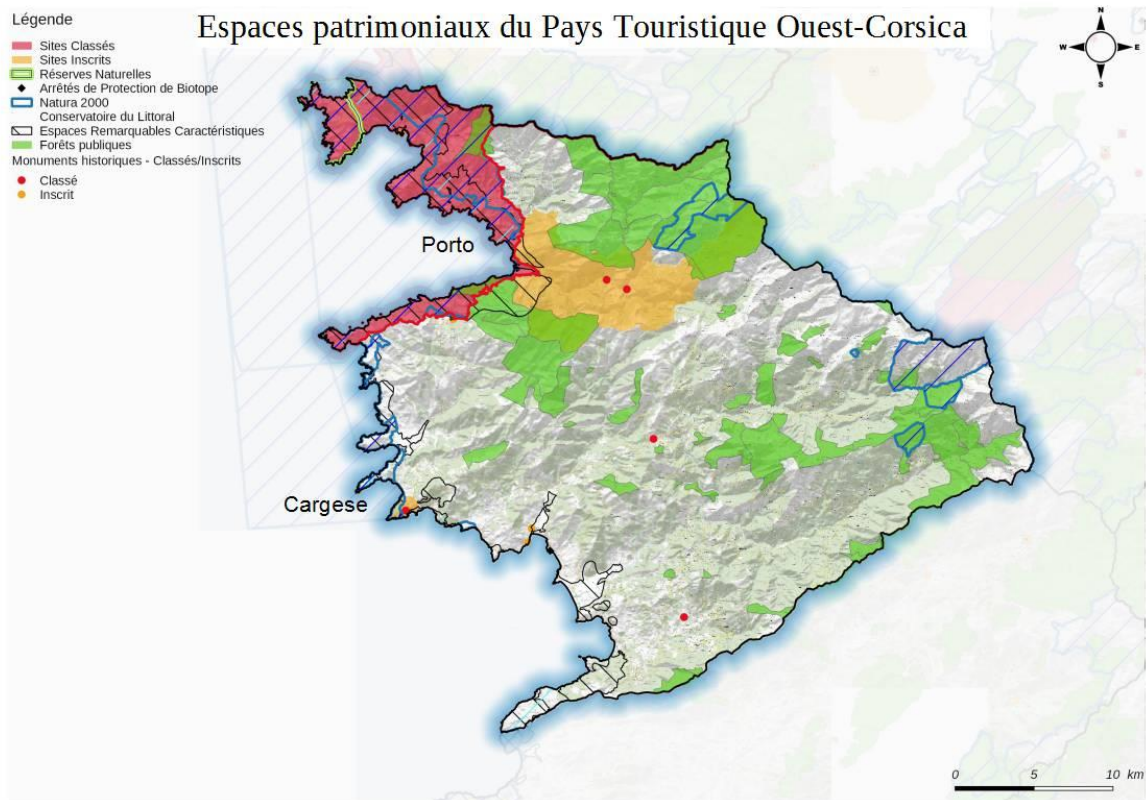 Espaces patrimoniaux du Pays Touristique Ouest-Corsica
Légende
Sites Classés
Sites Inscrits
Réserves Naturelles
Arrêtés de Protection de Biotope
Natura 2000
Conservatoire du Littoral
Espaces Remarquables Caractéristiques
Forêts publiques
Monuments historiques - Classés/Inscrits
Classé
Inscrit
N
W E
S
Porto
Cargese
0 5 10 km